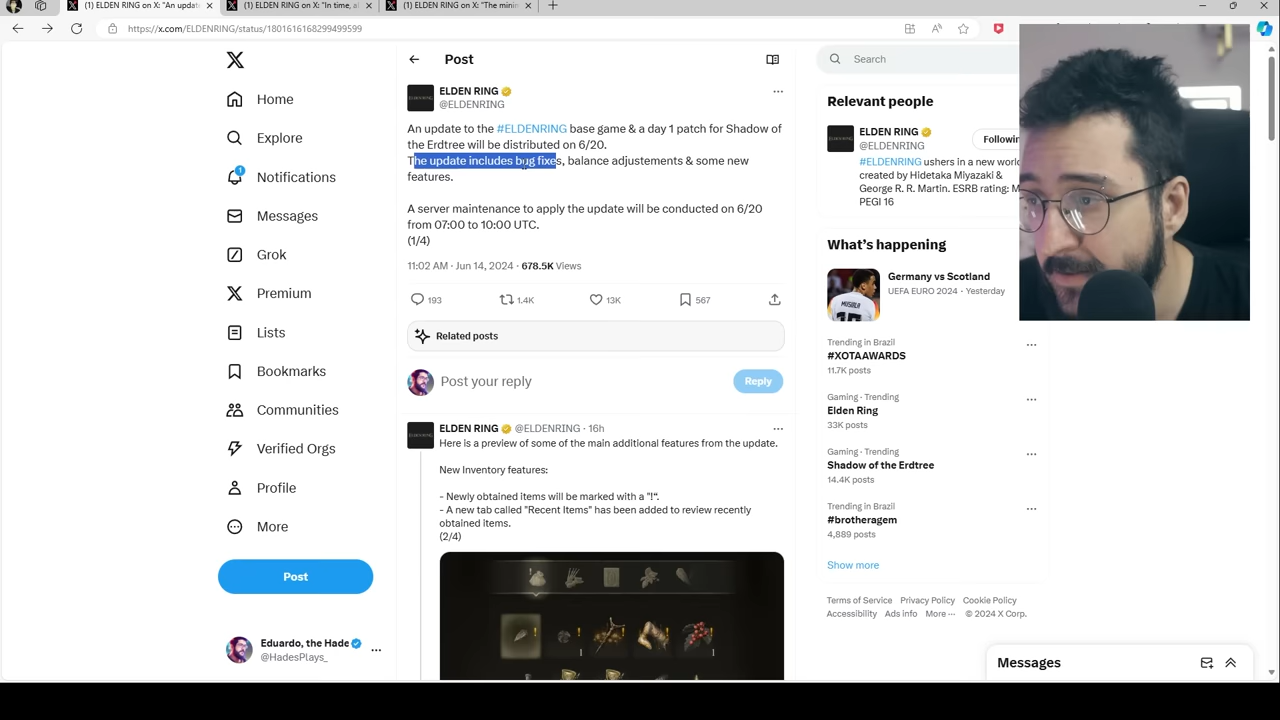 (1) ELDEN RING on X: "An updat
(1) ELDEN RING on X: "In time, a
(1) ELDEN RING on X: "The mini
https://x.com/ELDENRING/status/1801616168299499599
Home
Explore
1
Notifications
Messages
Grok
Premium
Lists
Bookmarks
Communities
Verified Orgs
Profile
More
Post
Eduardo, the Hade
@HadesPlays_
Post
ELDEN RING
@ELDENRING
An update to the #ELDENRING base game & a day 1 patch for Shadow of
the Erdtree will be distributed on 6/20.
The update includes bug fixes, balance adjustements & some new
features.
A server maintenance to apply the update will be conducted on 6/20
from 07:00 to 10:00 UTC.
(1/4)
11:02 AM · Jun 14, 2024 · 678.5K Views
193 1.4K 13K 567
Related posts
Post your reply
Reply
ELDEN RING @ELDENRING · 16h
Here is a preview of some of the main additional features from the update.
New Inventory features:
- Newly obtained items will be marked with a "!“.
- A new tab called "Recent Items" has been added to review recently
obtained items.
(2/4)
Search
Relevant people
ELDEN RING
@ELDENRING
Followin
#ELDENRING ushers in a new world
created by Hidetaka Miyazaki &
George R. R. Martin. ESRB rating: M
PEGI 16
What's happening
Germany vs Scotland
UEFA EURO 2024 · Yesterday
Trending in Brazil
#XOTAAWARDS
11.7K posts
Gaming · Trending
Elden Ring
33K posts
Gaming · Trending
Shadow of the Erdtree
14.4K posts
Trending in Brazil
#brotheragem
4,889 posts
Show more
Terms of Service Privacy Policy Cookie Policy
Accessibility Ads info More ··· © 2024 X Corp.
Messages